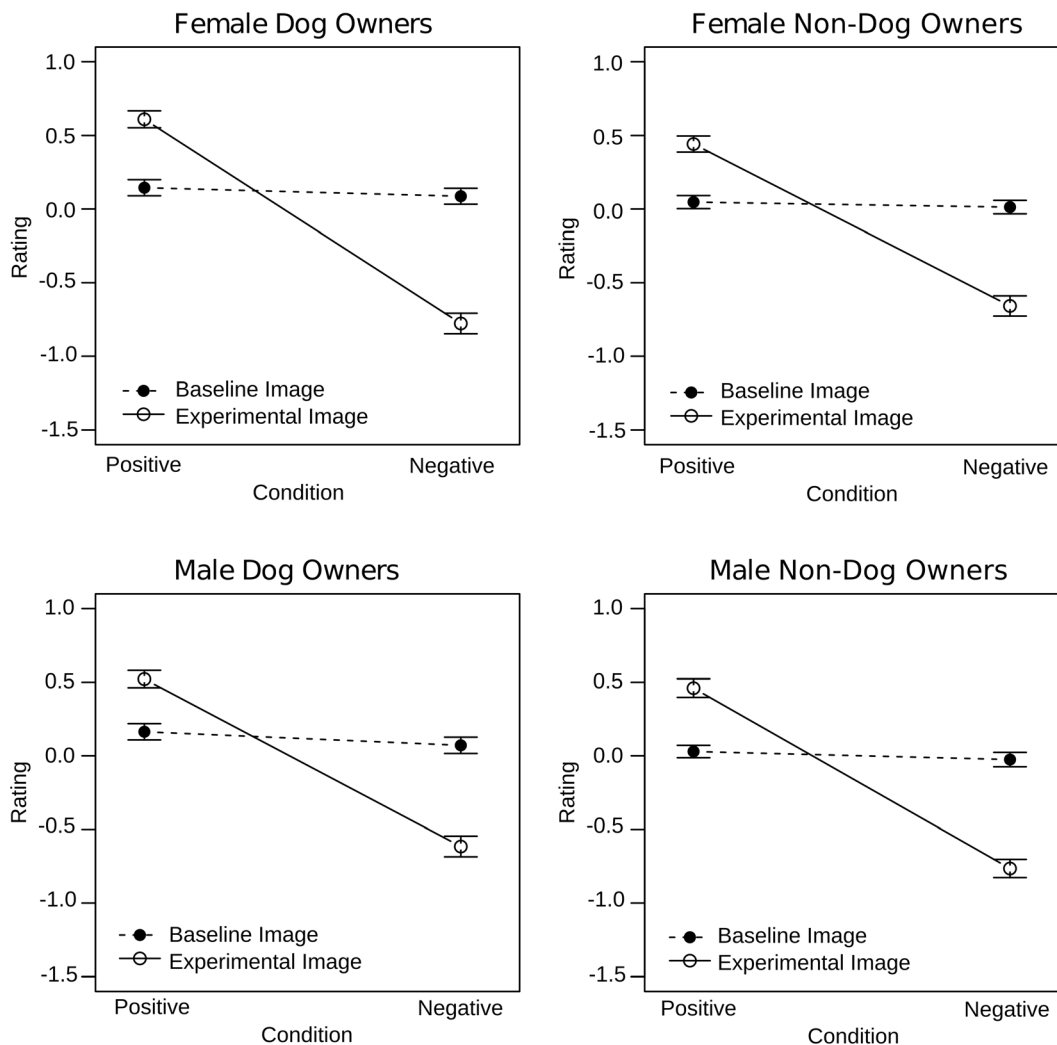 Female Dog Owners
1.0
0.5
0.0
-0.5
-1.0
-1.5
Rating
Baseline Image
Experimental Image
Positive Negative
Condition
Female Non-Dog Owners
1.0
0.5
0.0
-0.5
-1.0
-1.5
Rating
Baseline Image
Experimental Image
Positive Negative
Condition
Male Dog Owners
1.0
0.5
0.0
-0.5
-1.0
-1.5
Rating
Baseline Image
Experimental Image
Positive Negative
Condition
Male Non-Dog Owners
1.0
0.5
0.0
-0.5
-1.0
-1.5
Rating
Baseline Image
Experimental Image
Positive Negative
Condition